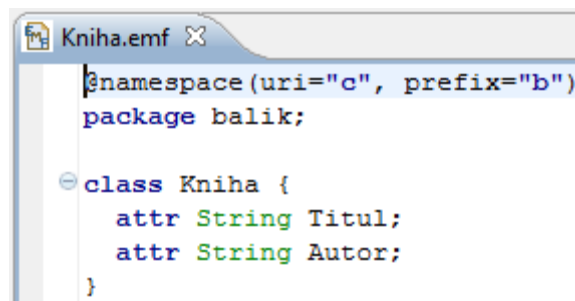 Kniha.emf
@namespace(uri="c", prefix="b")
package balik;
class Kniha {
attr String Titul;
attr String Autor;
}